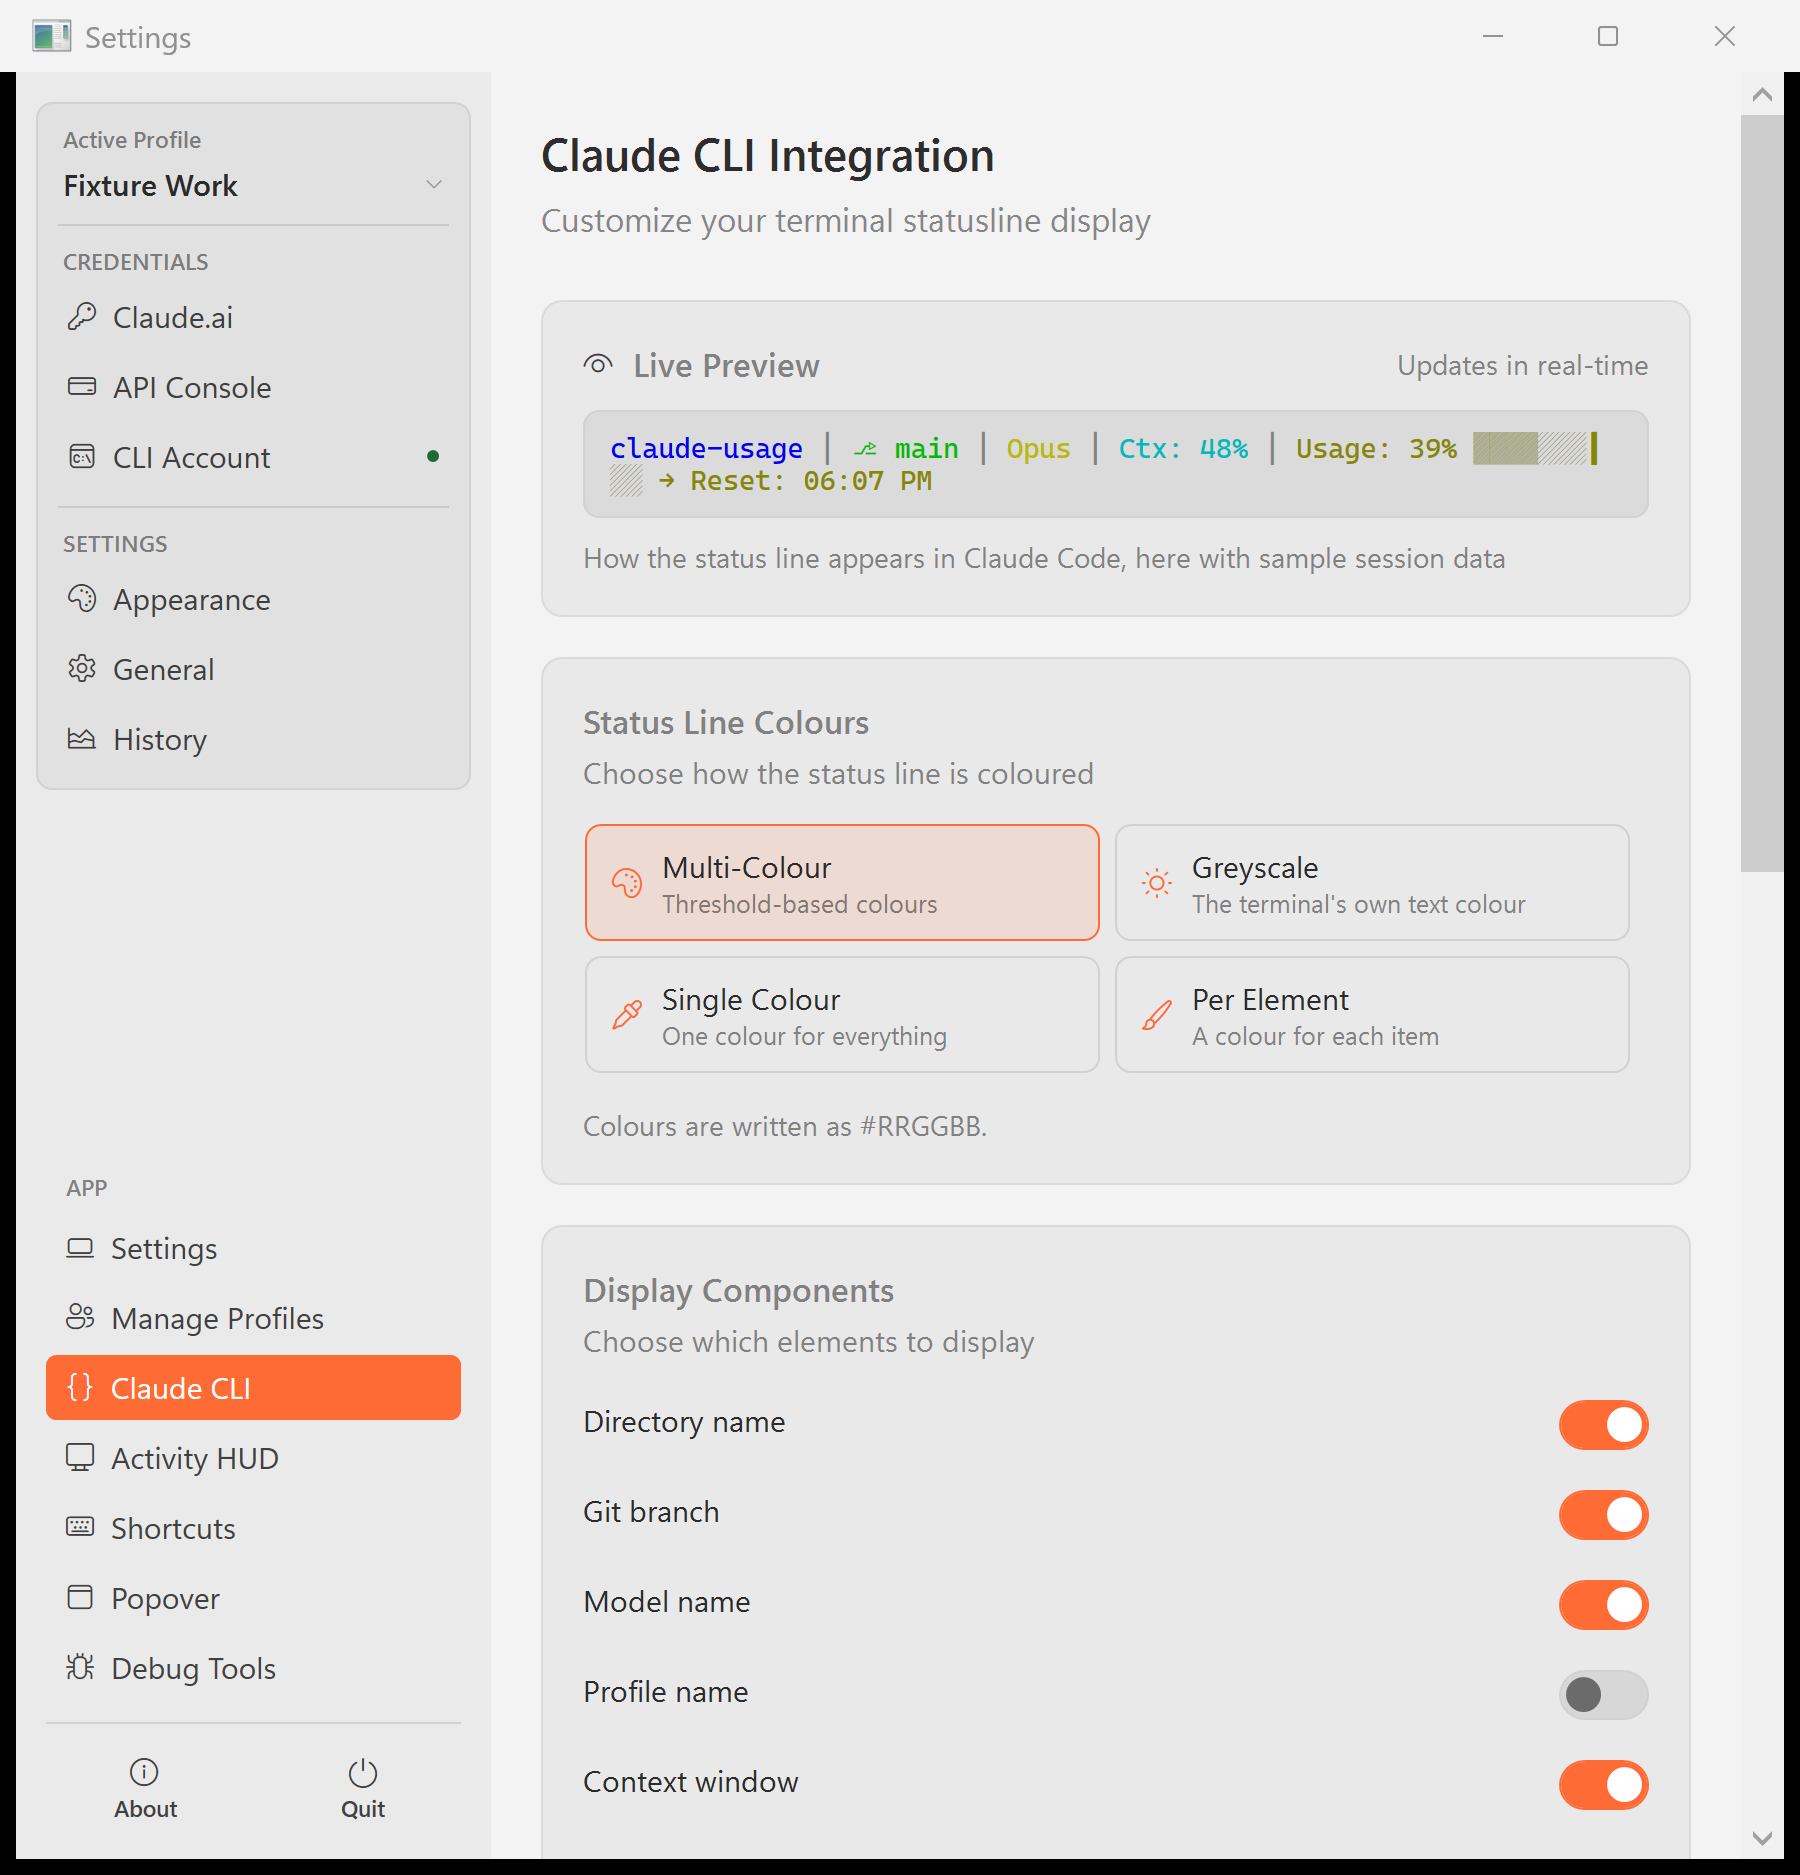 Settings
Active Profile
Fixture Work
CREDENTIALS
Claude.ai
API Console
CLI Account
SETTINGS
Appearance
General
History
APP
Settings
Manage Profiles
{} Claude CLI
Activity HUD
Shortcuts
Popover
Debug Tools
About
Quit
Claude CLI Integration
Customize your terminal statusline display
Live Preview
Updates in real-time
claude-usage | ⎇ main | Opus | Ctx: 48% | Usage: 39% ▓▓▓▓░░░┃
░░ → Reset: 06:07 PM
How the status line appears in Claude Code, here with sample session data
Status Line Colours
Choose how the status line is coloured
Multi-Colour
Threshold-based colours
Greyscale
The terminal's own text colour
Single Colour
One colour for everything
Per Element
A colour for each item
Colours are written as #RRGGBB.
Display Components
Choose which elements to display
Directory name
Git branch
Model name
Profile name
Context window